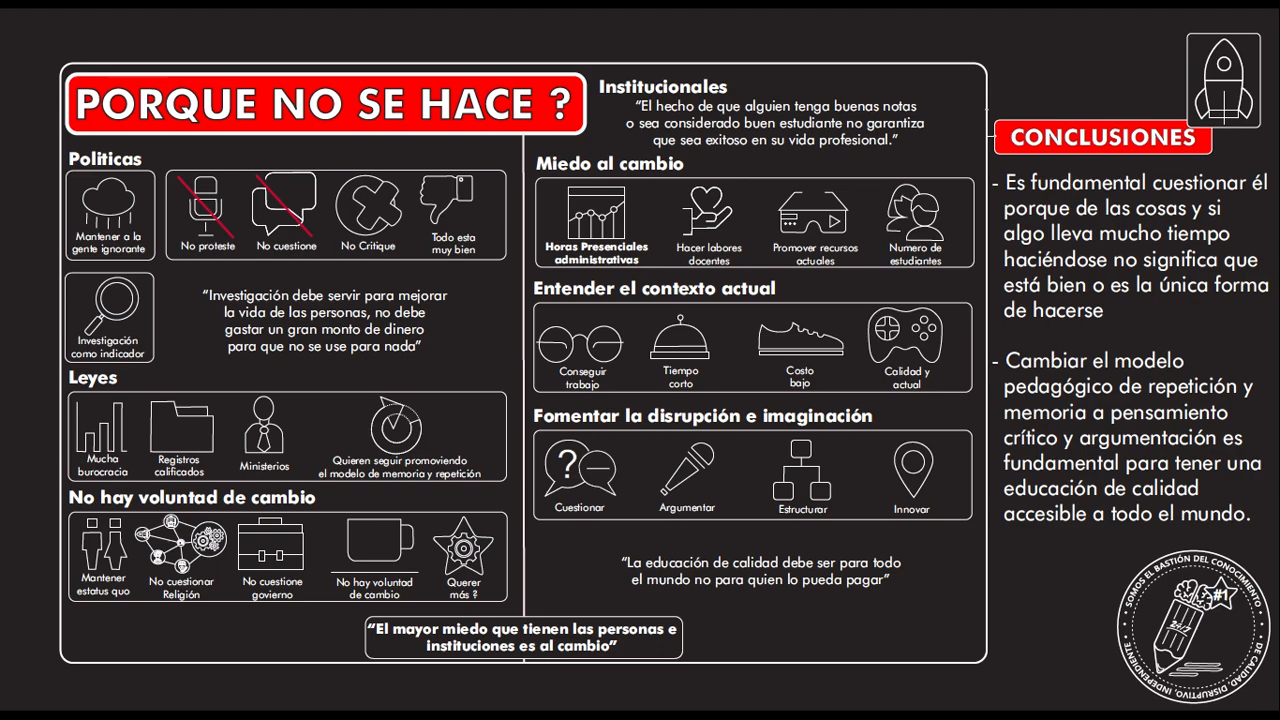 PORQUE NO SE HACE ?
Politicas
Mantener a la
gente ignorante
No proteste
No cuestione
No Critique
Todo esta
muy bien
Investigación
como indicador
“Investigación debe servir para mejorar
la vida de las personas, no debe
gastar un gran monto de dinero
para que no se use para nada”
Leyes
Mucha
burocracia
Registros
calificados
Ministerios
Quieren seguir promoviendo
el modelo de memoria y repetición
No hay voluntad de cambio
Mantener
estatus quo
No cuestionar
Religión
No cuestione
govierno
No hay voluntad
de cambio
Querer
más ?
Institucionales
“El hecho de que alguien tenga buenas notas
o sea considerado buen estudiante no garantiza
que sea exitoso en su vida profesional.”
Miedo al cambio
Horas Presenciales
administrativas
Hacer labores
docentes
Promover recursos
actuales
Numero de
estudiantes
Entender el contexto actual
Conseguir
trabajo
Tiempo
corto
Costo
bajo
Calidad y
actual
Fomentar la disrupción e imaginación
?
Cuestionar
Argumentar
Estructurar
Innovar
“La educación de calidad debe ser para todo
el mundo no para quien lo pueda pagar”
“El mayor miedo que tienen las personas e
instituciones es al cambio”
CONCLUSIONES
- Es fundamental cuestionar él
porque de las cosas y si
algo lleva mucho tiempo
haciéndose no significa que
está bien o es la única forma
de hacerse
- Cambiar el modelo
pedagógico de repetición y
memoria a pensamiento
crítico y argumentación es
fundamental para tener una
educación de calidad
accesible a todo el mundo.
SOMOS EL BASTIÓN DEL CONOCIMIENTO
#1
24/7
DE CALIDAD, DISRUPTIVO, INDEPENDIENTE